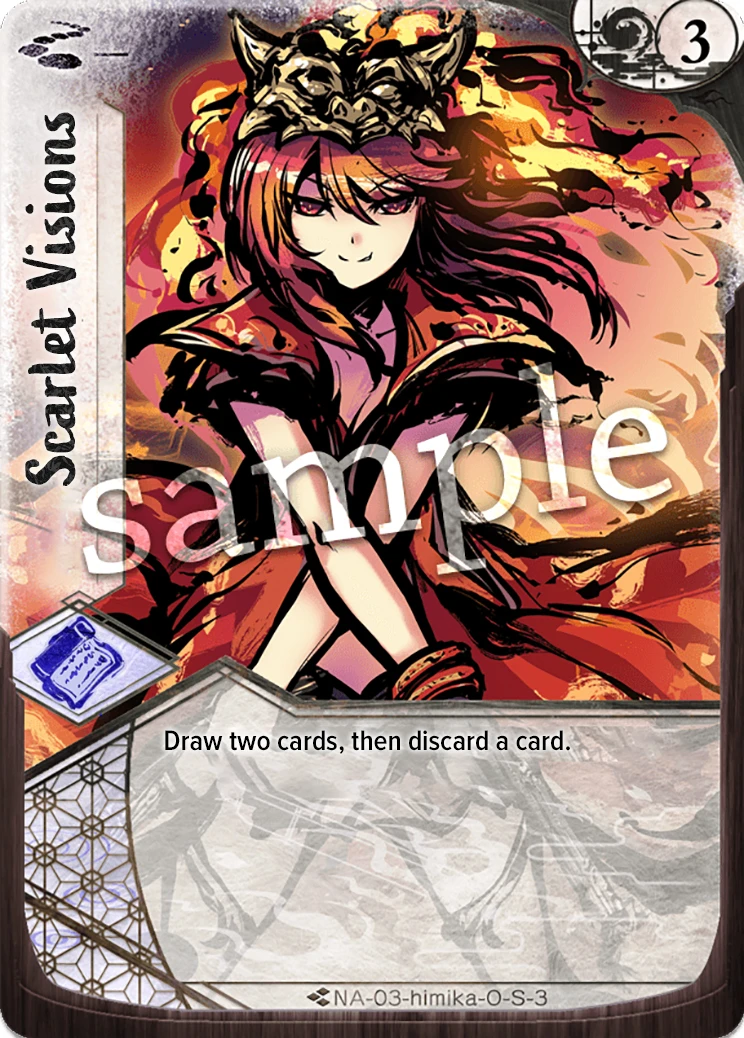 3
Scarlet Visions
sample
Draw two cards, then discard a card.
NA-03-himika-O-S-3